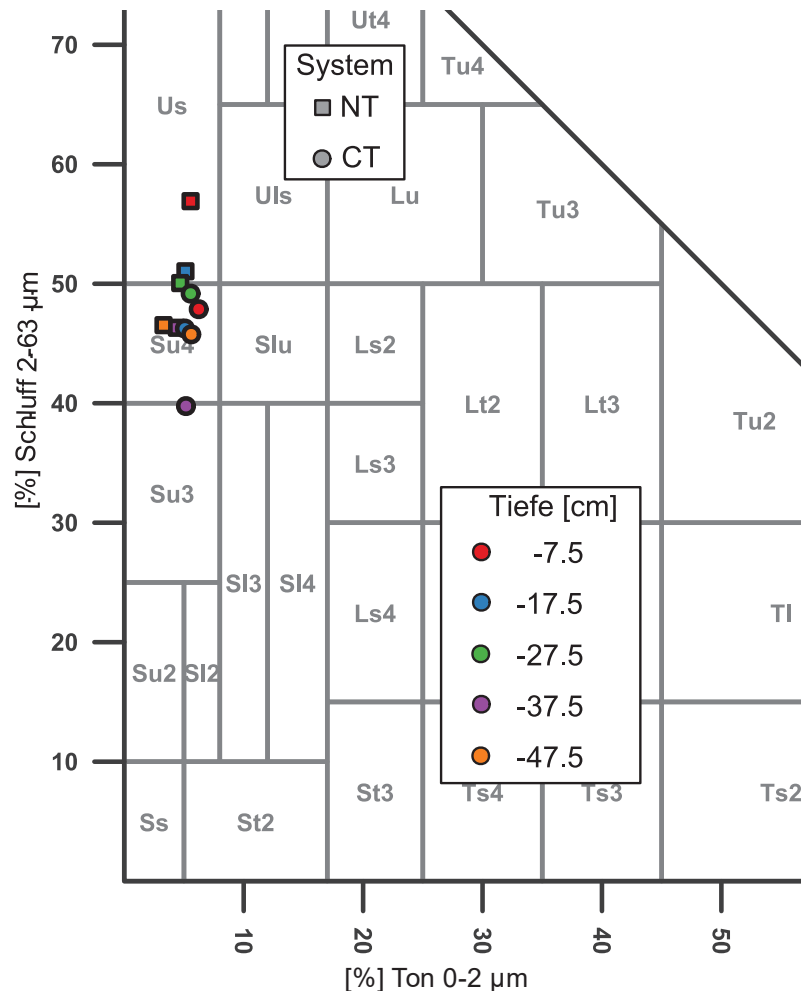 Ut4
70
System
Tu4
Us
NT
CT
60
Uls
Lu
Tu3
50
Su4
Slu
Ls2
40
Lt2
Lt3
Tu2
Ls3
Su3
30
Tiefe [cm]
-7.5
Sl3
Sl4
-17.5
Ls4
Tl
20
-27.5
Su2
Sl2
-37.5
10
-47.5
Ss
St2
St3
Ts4
Ts3
Ts2
[%] Schluff 2-63 µm
10
20
30
40
50
[%] Ton 0-2 µm